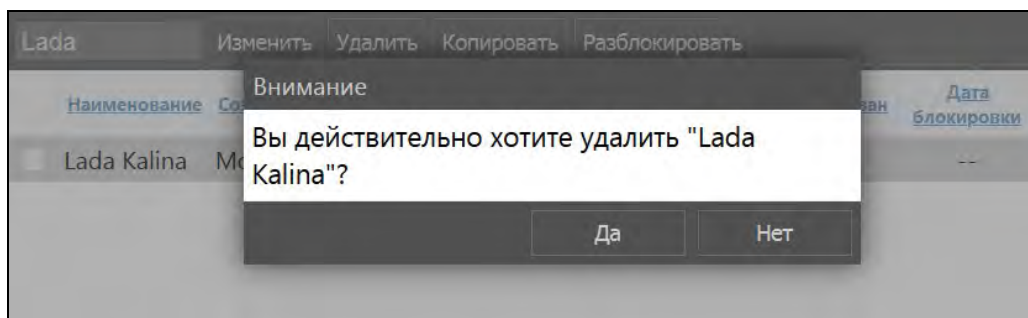 Lada Изменить Удалить Копировать Разблокировать
Внимание
Наименование Дата
блокировки
Вы действительно хотите удалить "Lada
Kalina"?
Lada Kalina --
Да Нет